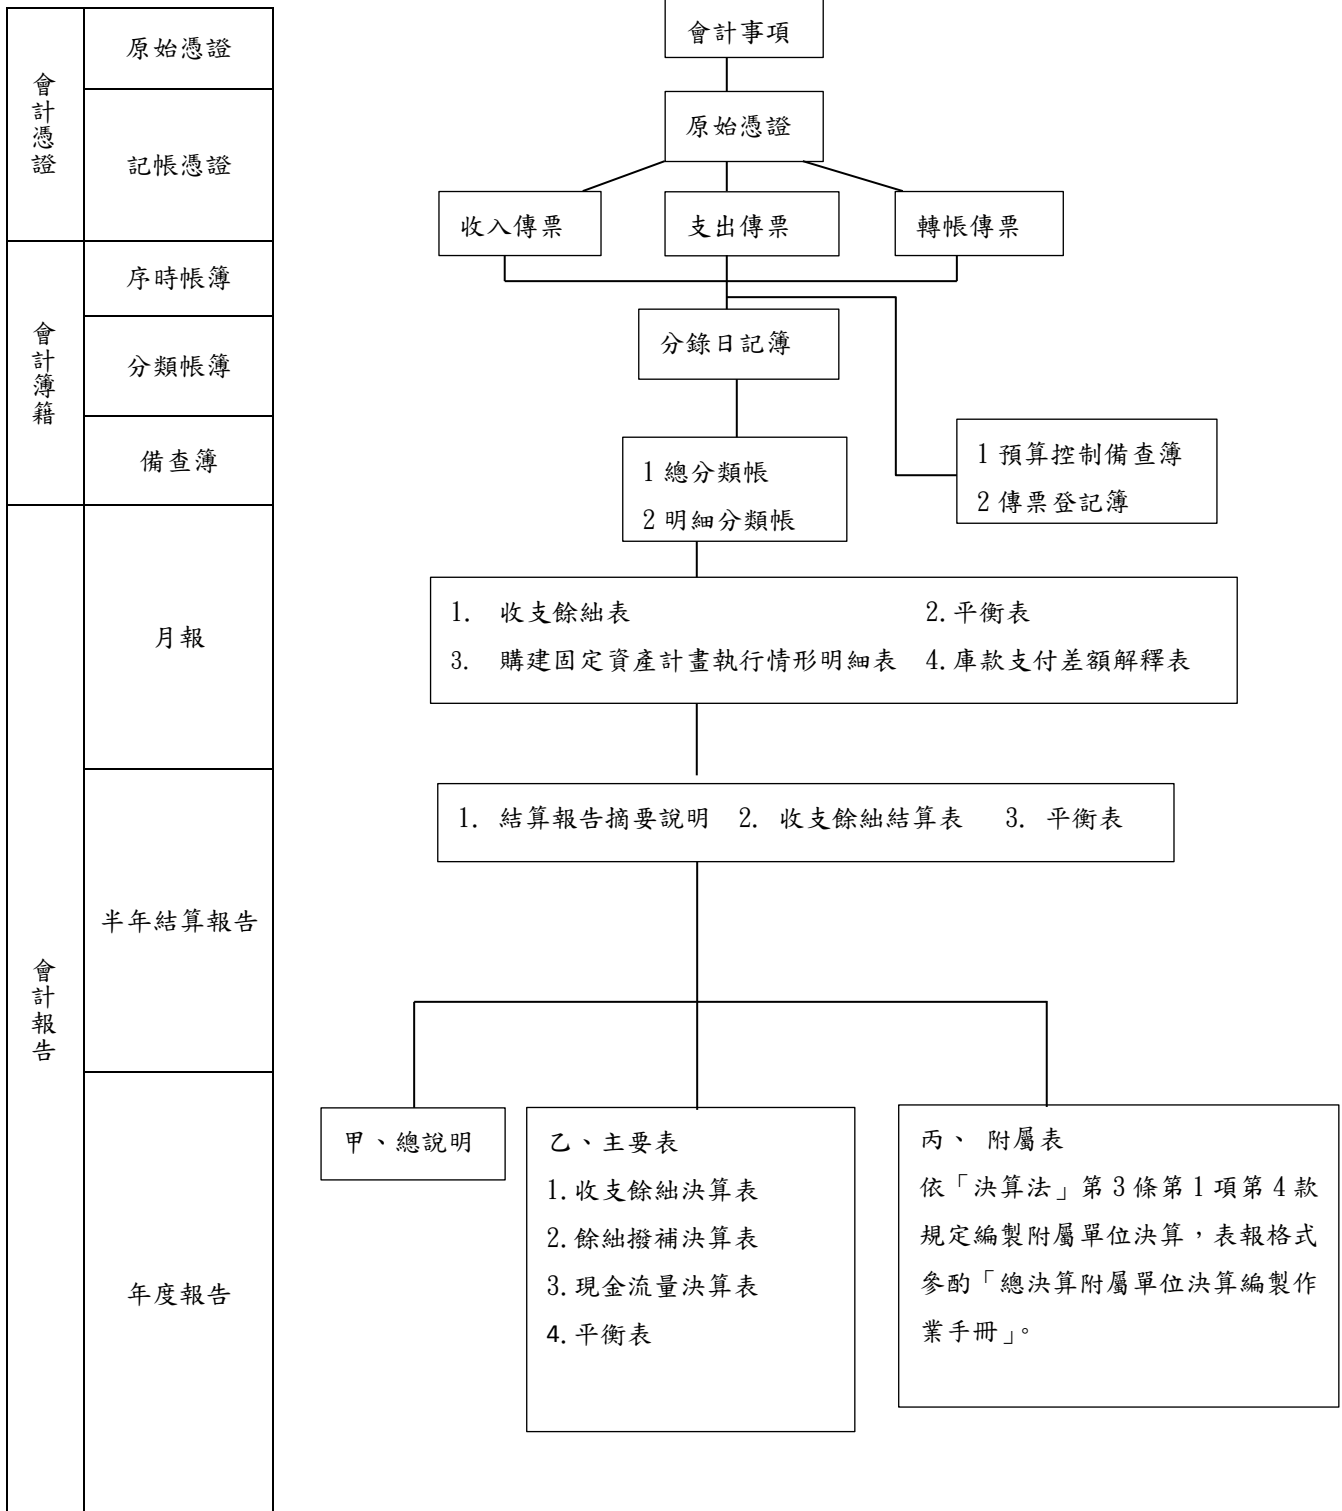 會計憑證
原始憑證
記帳憑證
會計簿籍
序時帳簿
分類帳簿
備查簿
會計報告
月報
半年結算報告
年度報告
會計事項
原始憑證
收入傳票
支出傳票
轉帳傳票
分錄日記簿
1 總分類帳
2 明細分類帳
1 預算控制備查簿
2 傳票登記簿
1. 收支餘絀表 2. 平衡表
3. 購建固定資產計畫執行情形明細表 4. 庫款支付差額解釋表
1. 結算報告摘要說明 2. 收支餘絀結算表 3. 平衡表
甲、總說明
乙、主要表
1. 收支餘絀決算表
2. 餘絀撥補決算表
3. 現金流量決算表
4. 平衡表
丙、 附屬表
依「決算法」第 3 條第 1 項第 4 款
規定編製附屬單位決算，表報格式
參酌「總決算附屬單位決算編製作
業手冊」。